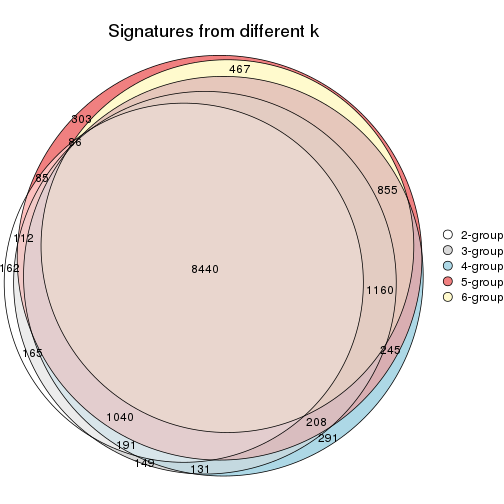 Signatures from different k
467
303
86
85
855
112
162
8440
1160
165
245
1040
208
191
291
149
131
2-group
3-group
4-group
5-group
6-group